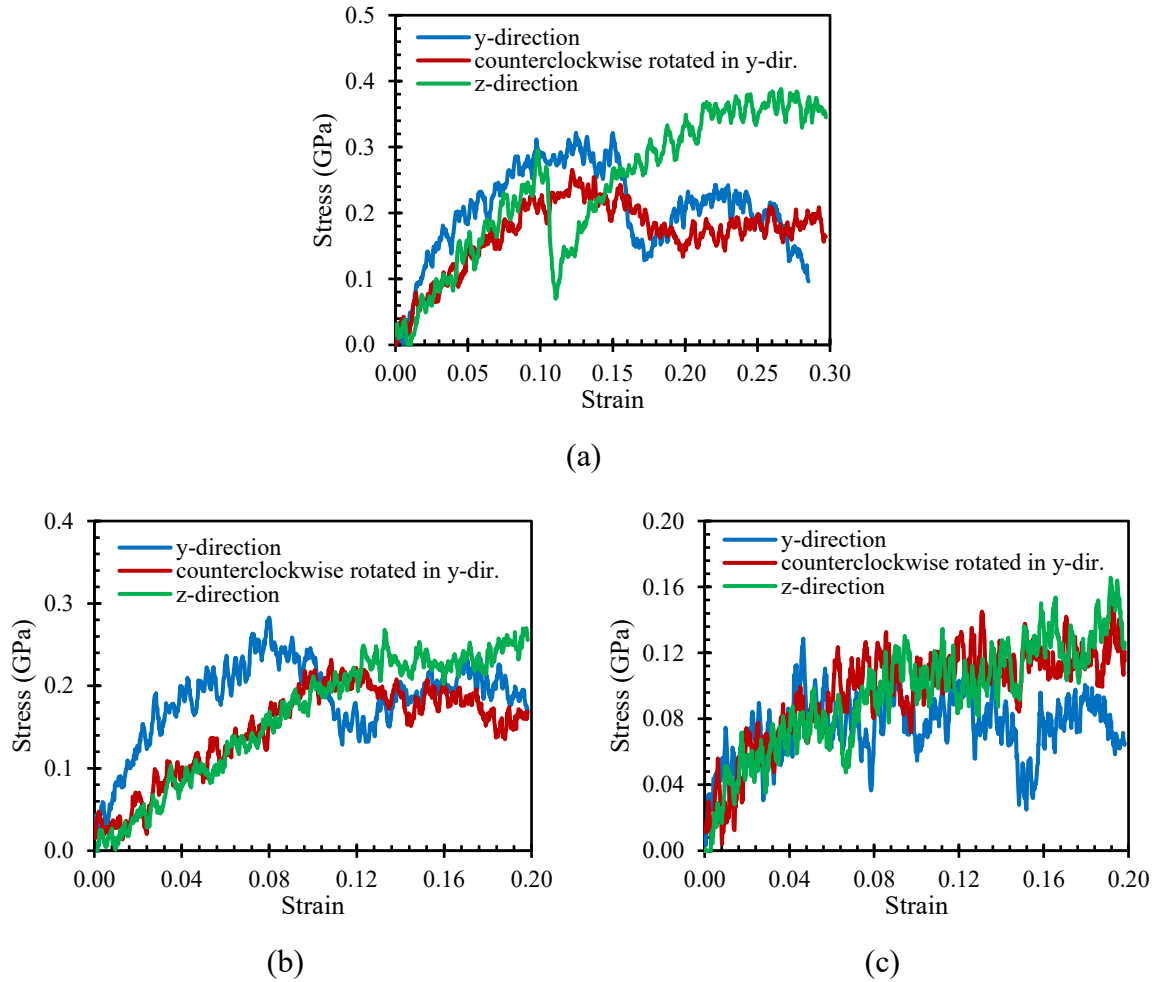 0.5
0.4
0.3
0.2
0.1
0.0
Stress (GPa)
y-direction
counterclockwise rotated in y-dir.
z-direction
0.00 0.05 0.10 0.15 0.20 0.25 0.30
Strain
(a)
0.4
0.3
0.2
0.1
0.0
Stress (GPa)
y-direction
counterclockwise rotated in y-dir.
z-direction
0.00 0.04 0.08 0.12 0.16 0.20
Strain
(b)
0.20
0.16
0.12
0.08
0.04
0.00
Stress (GPa)
y-direction
counterclockwise rotated in y-dir.
z-direction
0.00 0.04 0.08 0.12 0.16 0.20
Strain
(c)